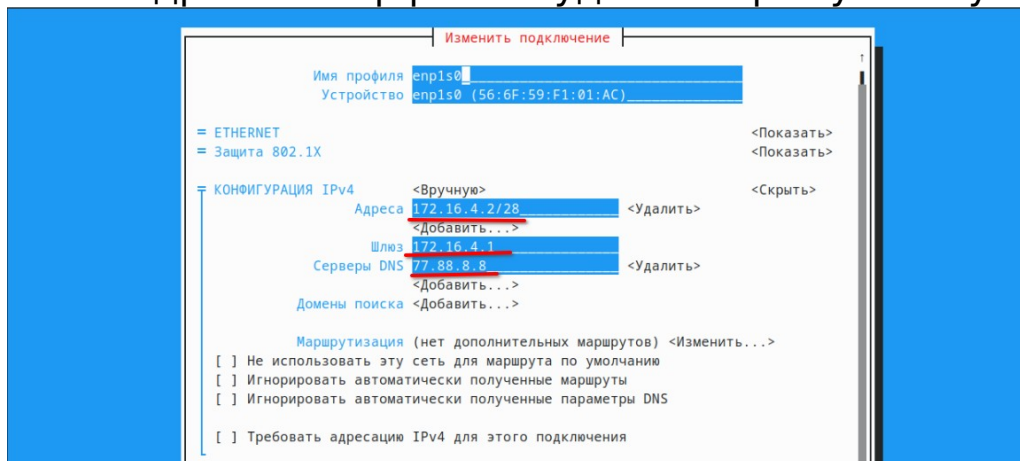 Изменить подключение
Имя профиля enp1s0
Устройство enp1s0 (56:6F:59:F1:01:AC)
= ETHERNET <Показать>
= Защита 802.1X <Показать>
КОНФИГУРАЦИЯ IPv4 <Вручную> <Скрыть>
Адреса 172.16.4.2/28 <Удалить>
<Добавить...>
Шлюз 172.16.4.1
Серверы DNS 77.88.8.8 <Удалить>
<Добавить...>
Домены поиска <Добавить...>
Маршрутизация (нет дополнительных маршрутов) <Изменить...>
[ ] Не использовать эту сеть для маршрута по умолчанию
[ ] Игнорировать автоматически полученные маршруты
[ ] Игнорировать автоматически полученные параметры DNS
[ ] Требовать адресацию IPv4 для этого подключения